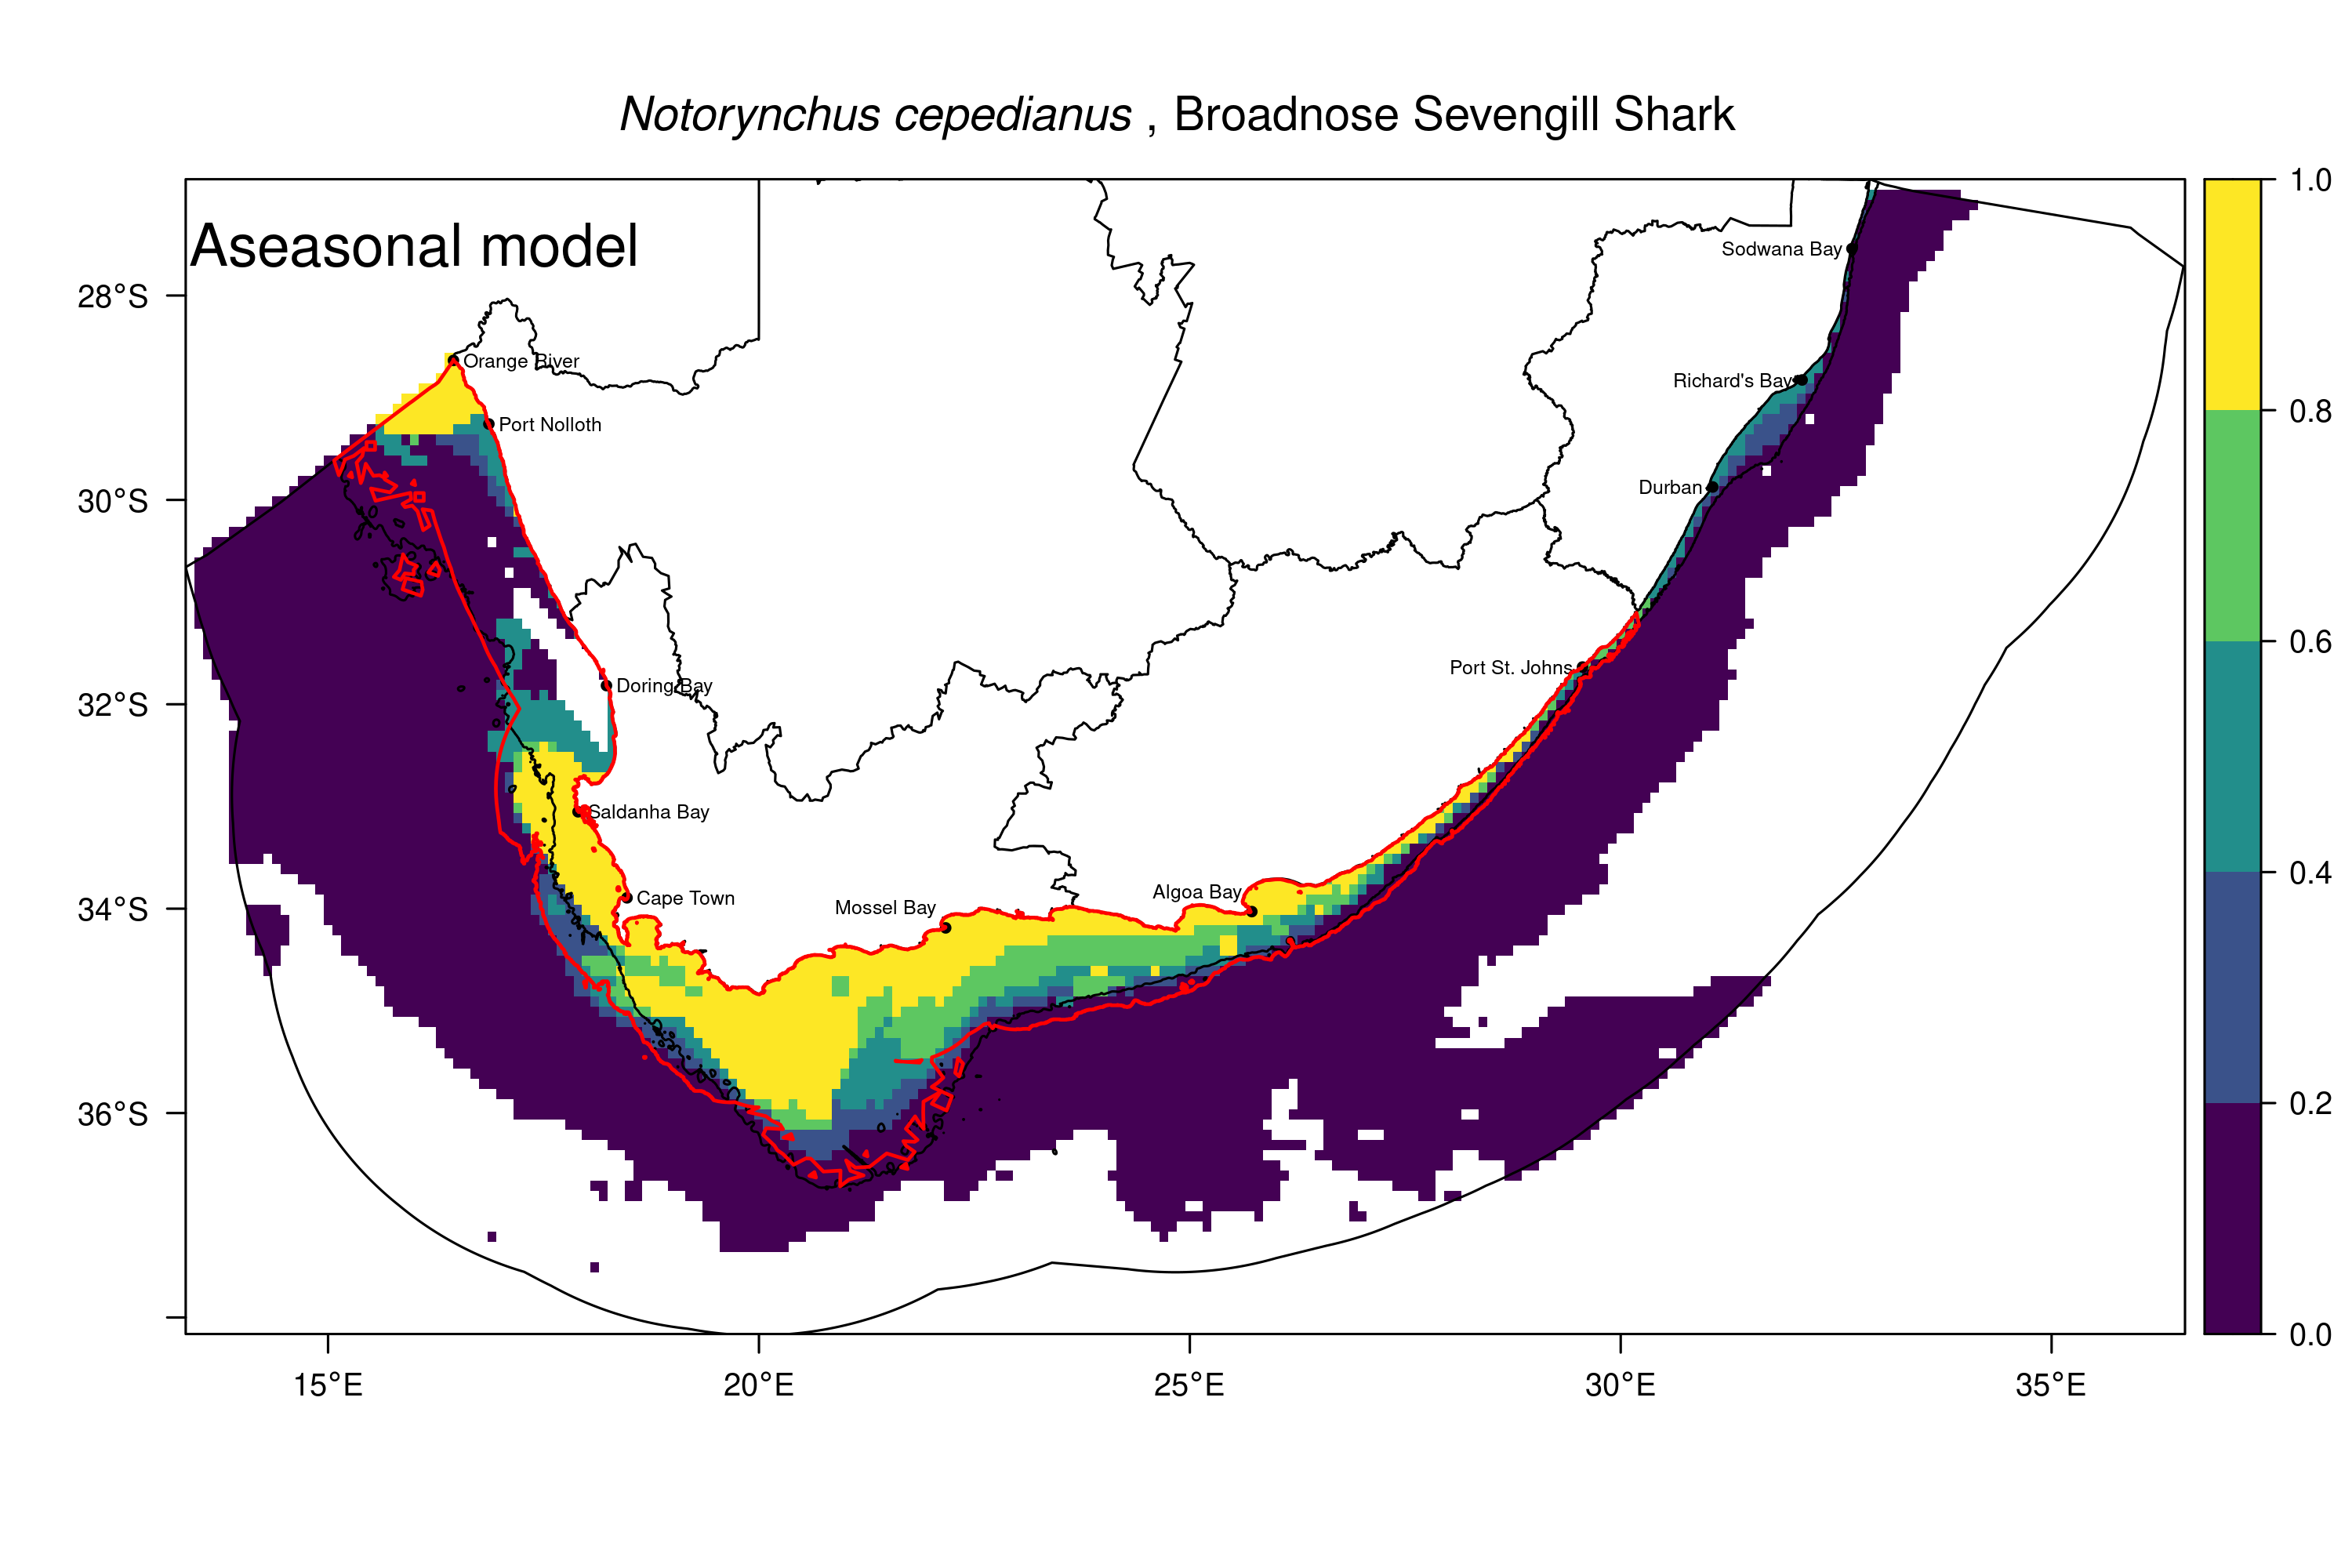 Notorynchus cepedianus , Broadnose Sevengill Shark
Aseasonal model
Sodwana Bay
Richard's Bay
Durban
Port St. Johns
Orange River
Port Nolloth
Doring Bay
Saldanha Bay
Cape Town
Mossel Bay
Algoa Bay
28°S
30°S
32°S
34°S
36°S
15°E
20°E
25°E
30°E
35°E
1.0
0.8
0.6
0.4
0.2
0.0